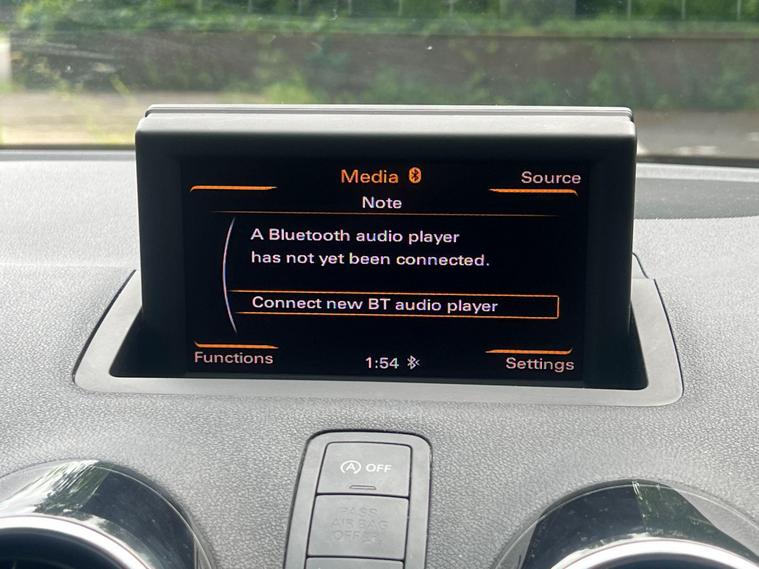 Media
Source
Note
A Bluetooth audio player
has not yet been connected.
Connect new BT audio player
Functions
1:54
Settings
A OFF
PASS
AIR BAG
OFF